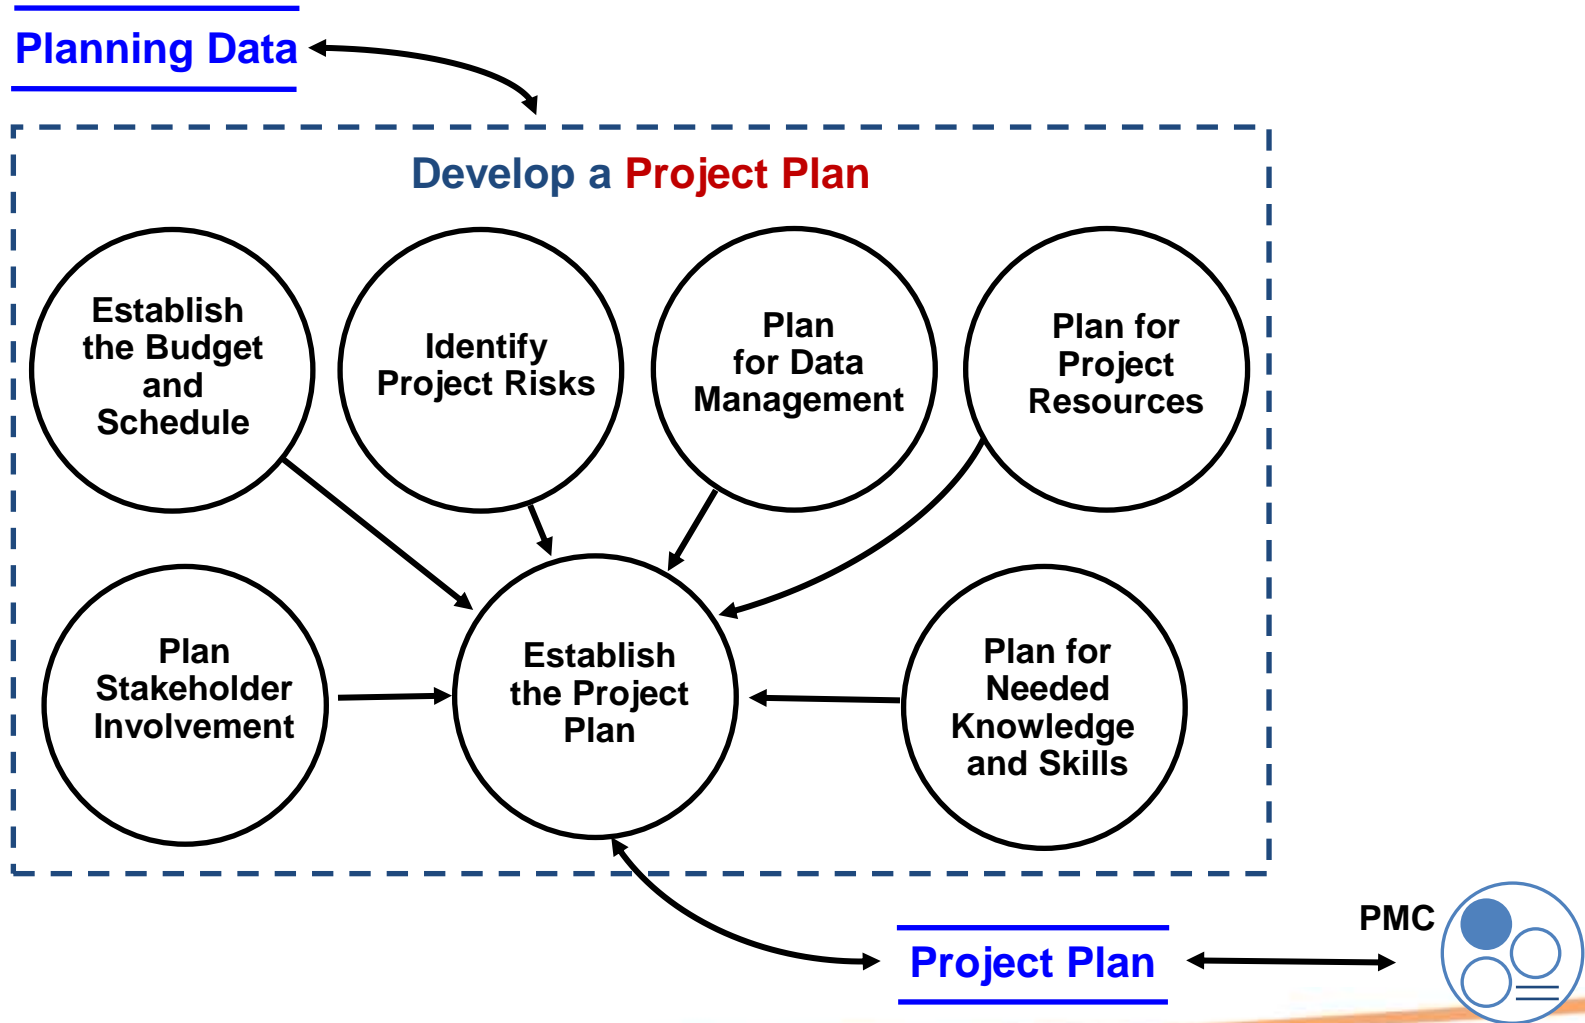 Planning Data
Develop a Project Plan
Establish
the Budget
and
Schedule
Identify
Project Risks
Plan
for Data
Management
Plan for
Project
Resources
Plan
Stakeholder
Involvement
Establish
the Project
Plan
Plan for
Needed
Knowledge
and Skills
PMC
Project Plan